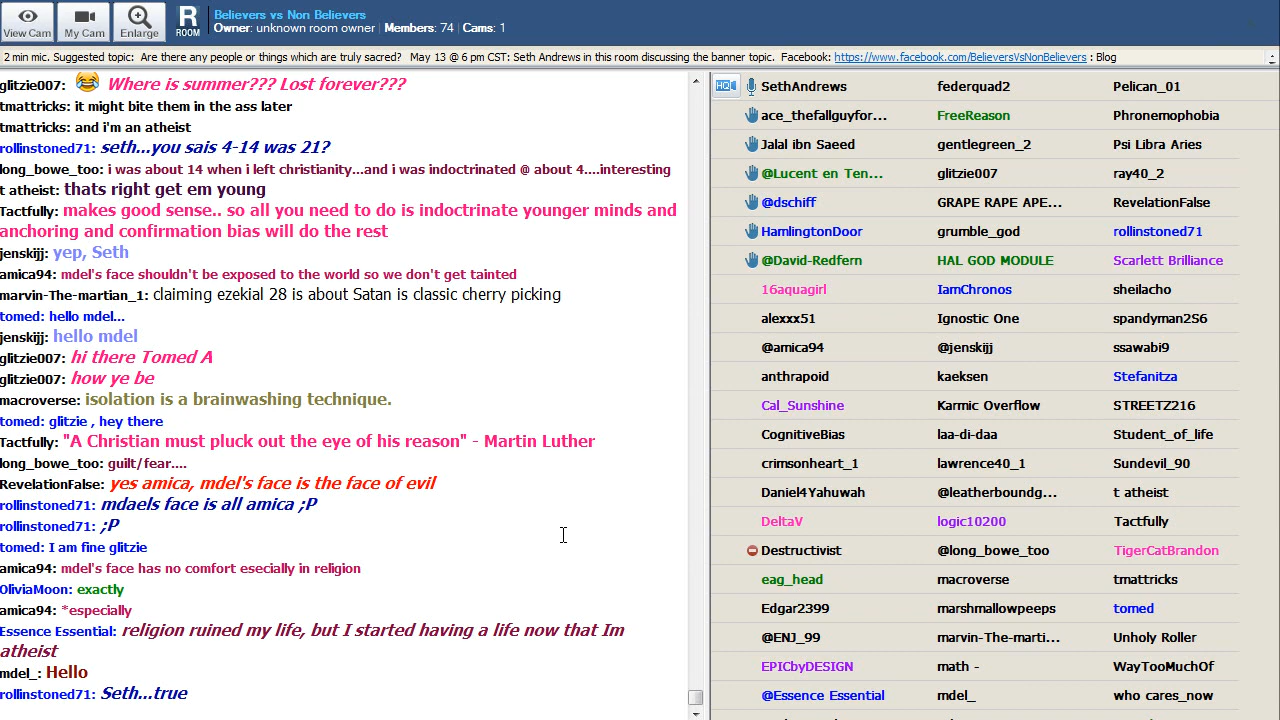 Believers vs Non Believers
View Cam
My Cam
Enlarge
R
ROOM
Owner: unknown room owner | Members: 74 | Cams: 1
2 min mic. Suggested topic: Are there any people or things which are truly sacred? May 13 @ 6 pm CST: Seth Andrews in this room discussing the banner topic. Facebook: https://www.facebook.com/BelieversVsNonBelievers : Blog
glitzie007: Where is summer??? Lost forever???
tmattricks: it might bite them in the ass later
tmattricks: and i'm an atheist
rollinstoned71: seth...you sais 4-14 was 21?
long_bowe_too: i was about 14 when i left christianity...and i was indoctrinated @ about 4....interesting
t atheist: thats right get em young
Tactfully: makes good sense.. so all you need to do is indoctrinate younger minds and
anchoring and confirmation bias will do the rest
jenskijj: yep, Seth
amica94: mdel's face shouldn't be exposed to the world so we don't get tainted
marvin-The-martian_1: claiming ezekial 28 is about Satan is classic cherry picking
tomed: hello mdel...
jenskijj: hello mdel
glitzie007: hi there Tomed A
glitzie007: how ye be
macroverse: isolation is a brainwashing technique.
tomed: glitzie , hey there
Tactfully: "A Christian must pluck out the eye of his reason" - Martin Luther
long_bowe_too: guilt/fear....
RevelationFalse: yes amica, mdel's face is the face of evil
rollinstoned71: mdaels face is all amica ;P
rollinstoned71: ;P
tomed: I am fine glitzie
amica94: mdel's face has no comfort esecially in religion
OliviaMoon: exactly
amica94: *especially
Essence Essential: religion ruined my life, but I started having a life now that Im
atheist
mdel_: Hello
rollinstoned71: Seth...true
HQ
SethAndrews
ace_thefallguyfor...
Jalal ibn Saeed
@Lucent en Ten...
@dschiff
HamlingtonDoor
@David-Redfern
16aquagirl
alexxx51
@amica94
anthrapoid
Cal_Sunshine
CognitiveBias
crimsonheart_1
Daniel4Yahuwah
DeltaV
Destructivist
eag_head
Edgar2399
@ENJ_99
EPICbyDESIGN
@Essence Essential
federquad2
FreeReason
gentlegreen_2
glitzie007
GRAPE RAPE APE...
grumble_god
HAL GOD MODULE
IamChronos
Ignostic One
@jenskijj
kaeksen
Karmic Overflow
laa-di-daa
lawrence40_1
@leatherboundg...
logic10200
@long_bowe_too
macroverse
marshmallowpeeps
marvin-The-marti...
math -
mdel_
Pelican_01
Phronemophobia
Psi Libra Aries
ray40_2
RevelationFalse
rollinstoned71
Scarlett Brilliance
sheilacho
spandyman2S6
ssawabi9
Stefanitza
STREETZ216
Student_of_life
Sundevil_90
t atheist
Tactfully
TigerCatBrandon
tmattricks
tomed
Unholy Roller
WayTooMuchOf
who cares_now